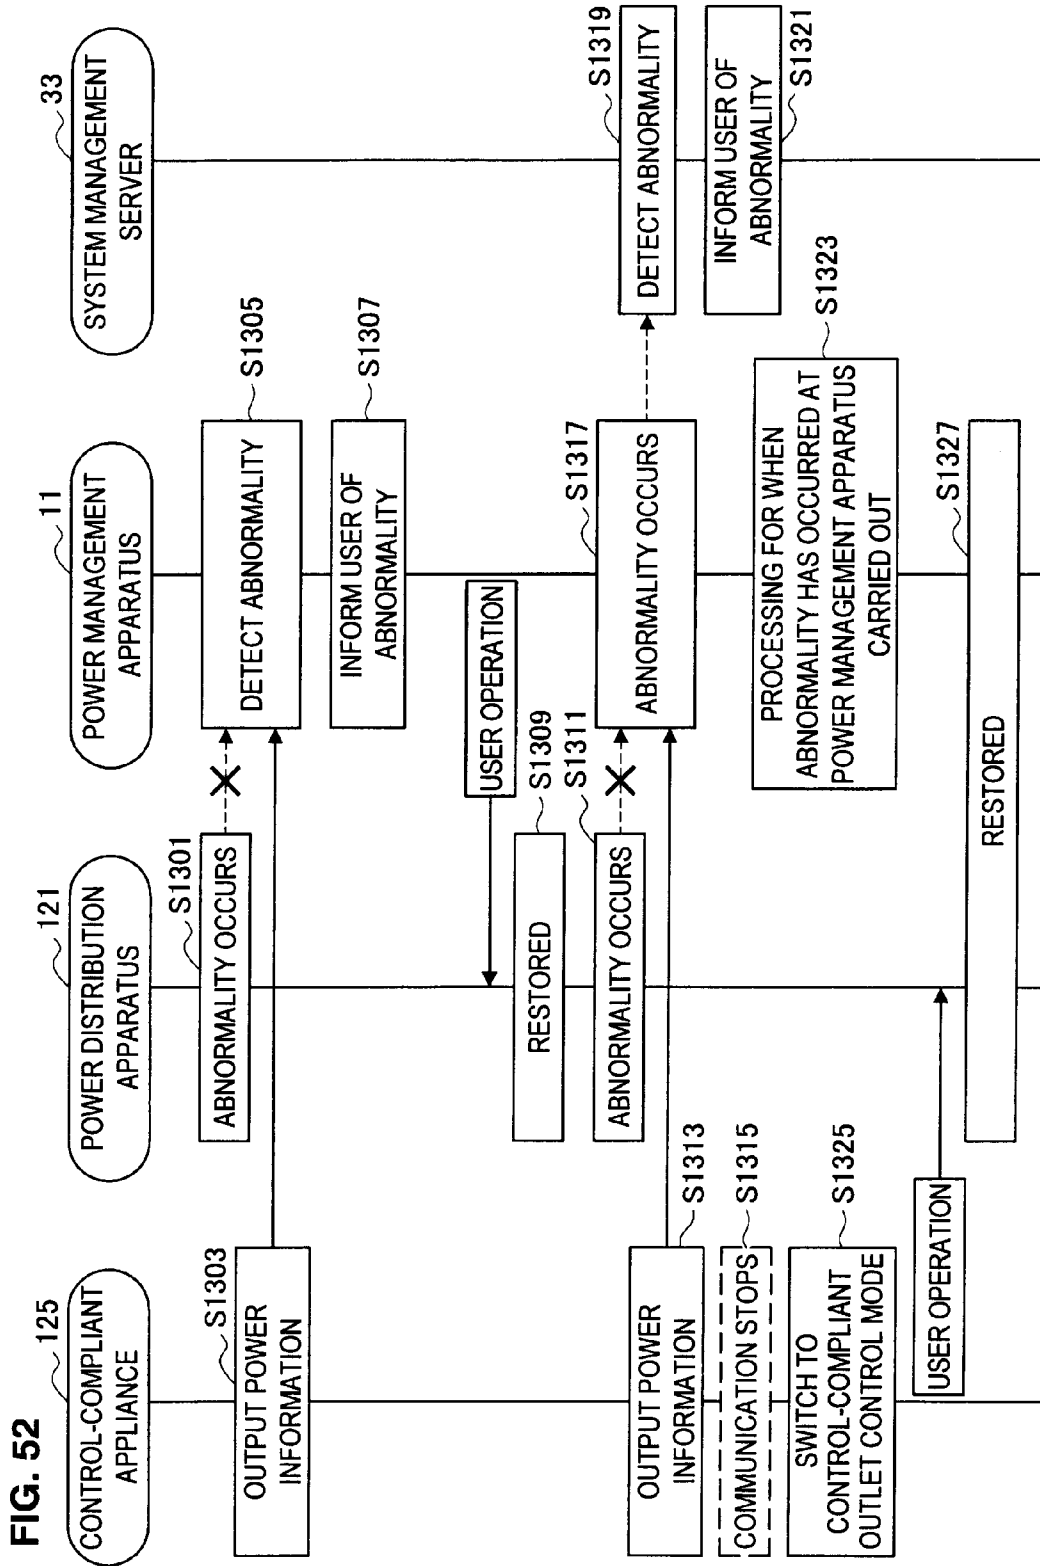 FIG. 52
125
CONTROL-COMPLIANT
APPLIANCE
121
POWER DISTRIBUTION
APPARATUS
11
POWER MANAGEMENT
APPARATUS
33
SYSTEM MANAGEMENT
SERVER
S1301
ABNORMALITY OCCURS
S1303
OUTPUT POWER
INFORMATION
S1305
DETECT ABNORMALITY
S1307
INFORM USER OF
ABNORMALITY
USER OPERATION
S1309
RESTORED
S1311
ABNORMALITY OCCURS
S1313
OUTPUT POWER
INFORMATION
S1315
COMMUNICATION STOPS
S1317
ABNORMALITY OCCURS
S1319
DETECT ABNORMALITY
S1321
INFORM USER OF
ABNORMALITY
S1323
PROCESSING FOR WHEN
ABNORMALITY HAS OCCURRED AT
POWER MANAGEMENT APPARATUS
CARRIED OUT
S1325
SWITCH TO
CONTROL-COMPLIANT
OUTLET CONTROL MODE
USER OPERATION
S1327
RESTORED